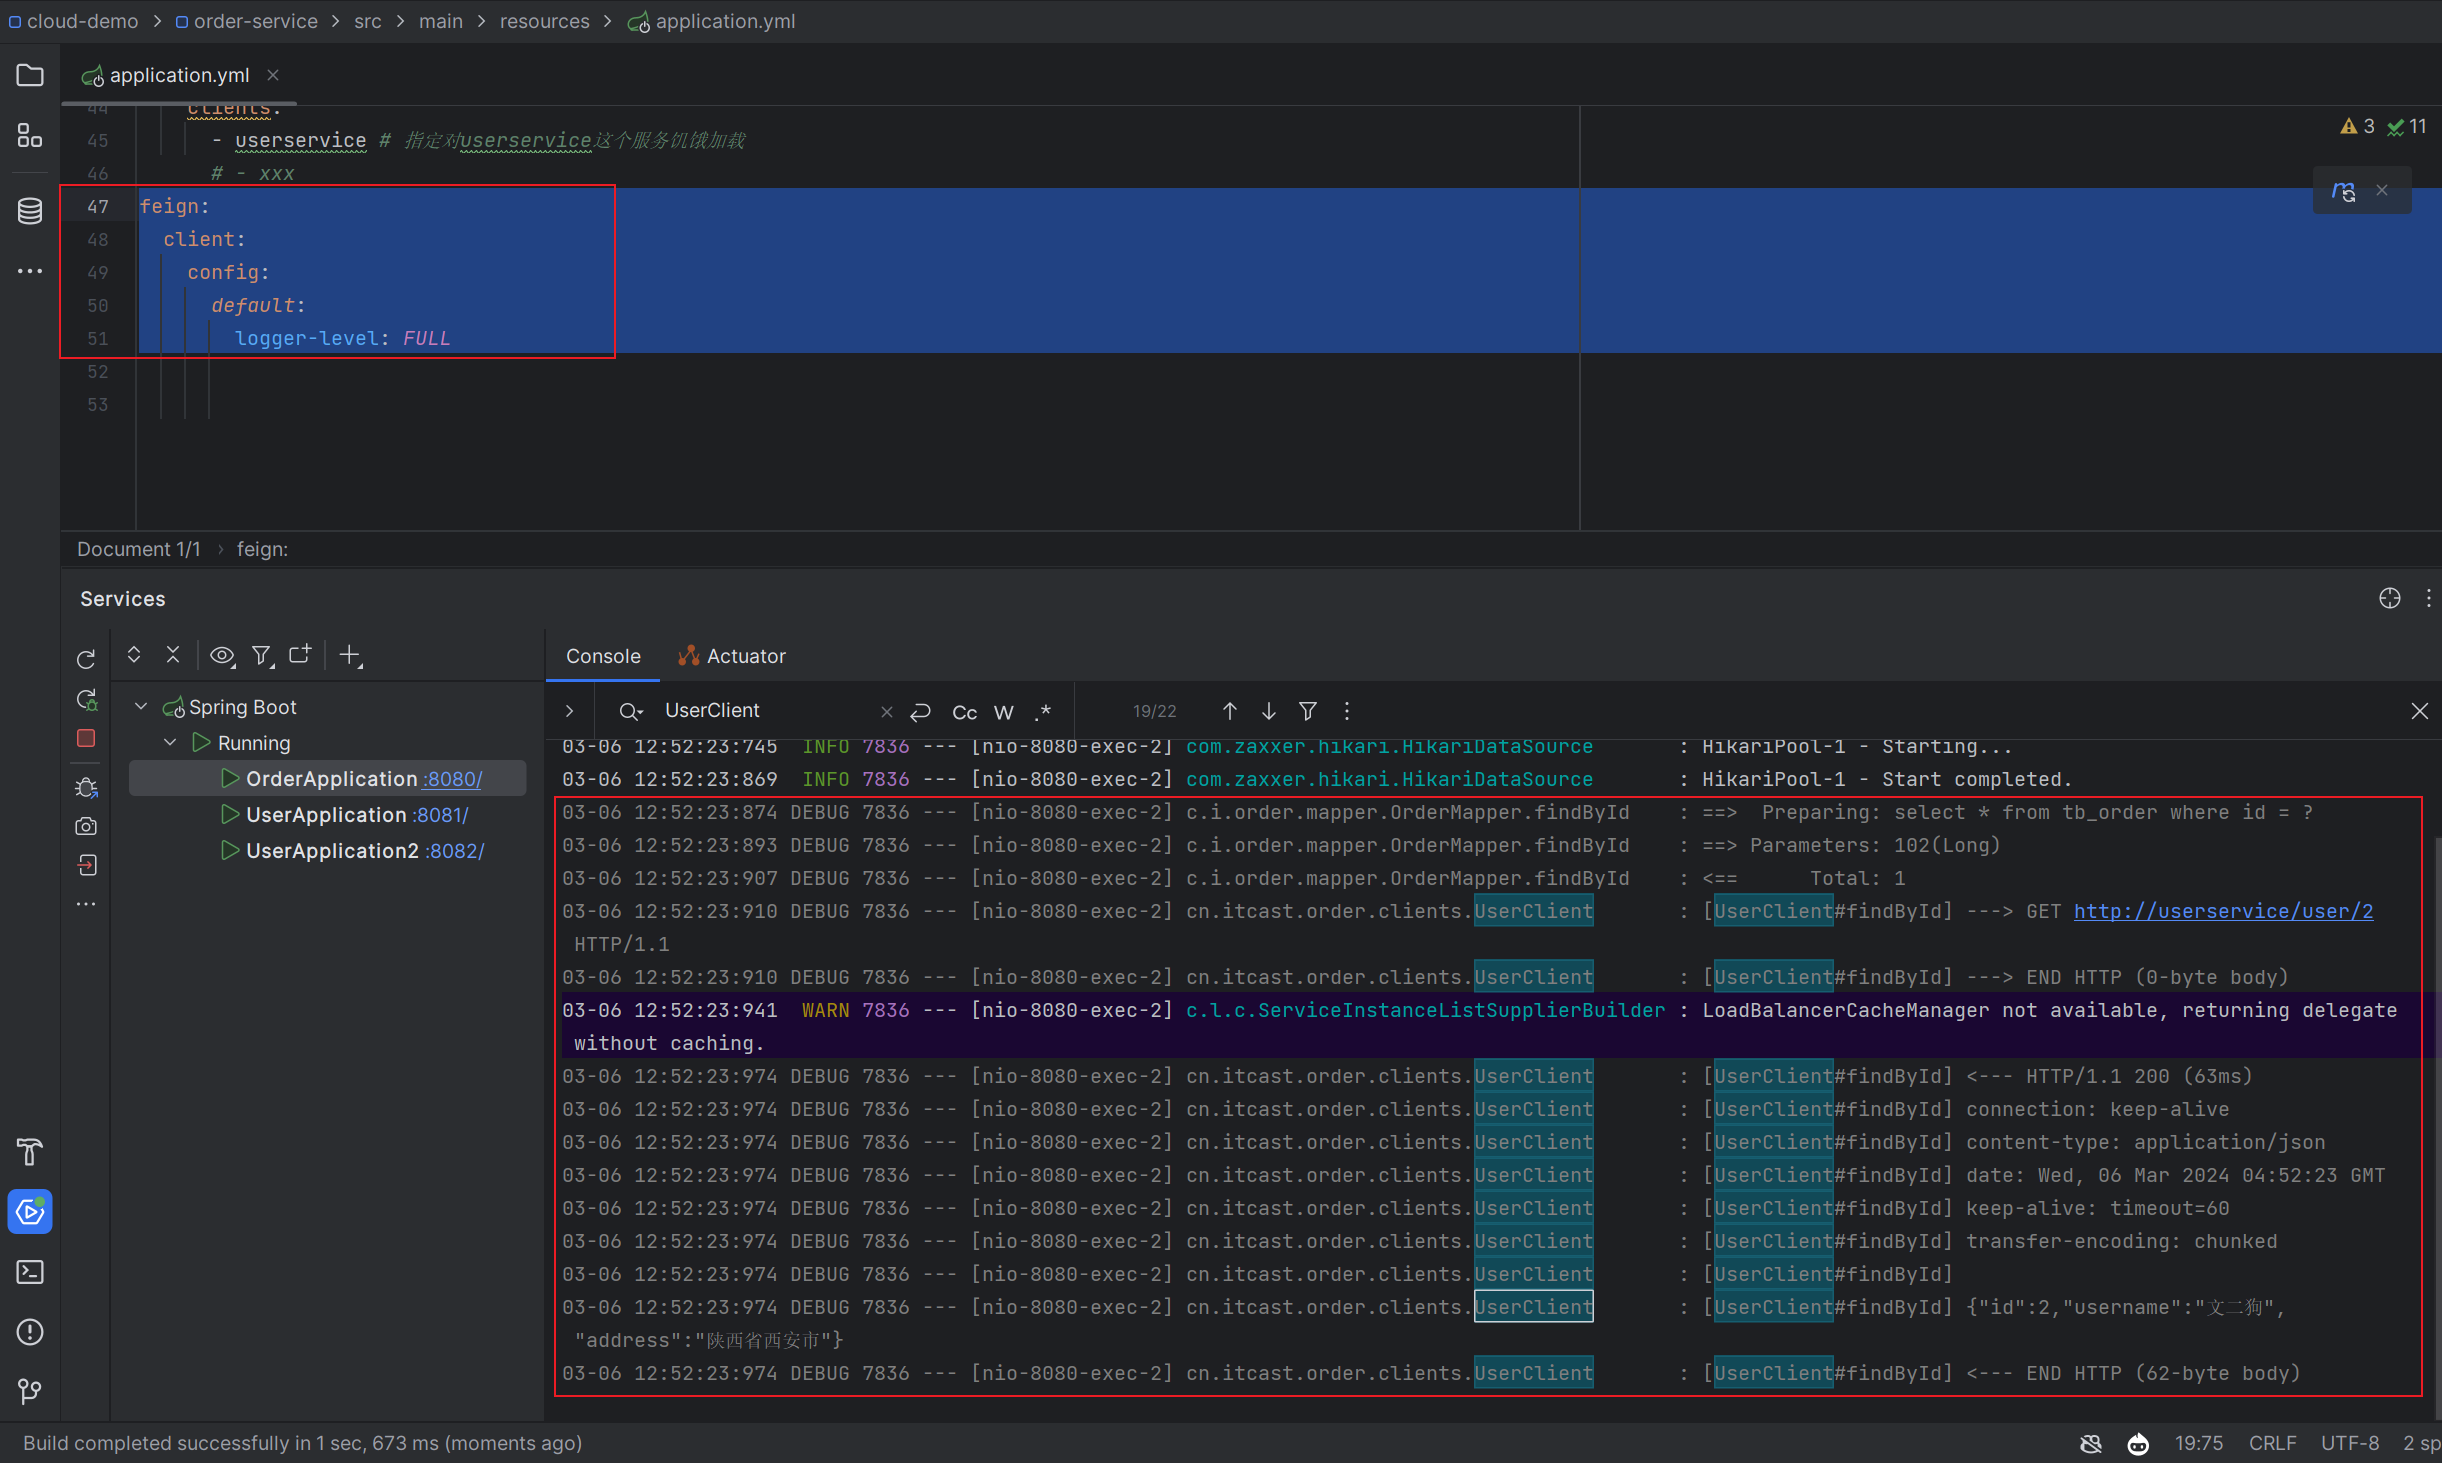 cloud-demo > order-service > src > main > resources > application.yml
application.yml
44 clients:
45 - userservice # 指定对userservice这个服务饥饿加载
46 # - xxx
47 feign:
48 client:
49 config:
50 default:
51 logger-level: FULL
52
53
3 11
Document 1/1 > feign:
Services
Console Actuator
UserClient Cc W .* 19/22
Spring Boot
Running
OrderApplication :8080/
UserApplication :8081/
UserApplication2 :8082/
03-06 12:52:23:745  INFO 7836 --- [nio-8080-exec-2] com.zaxxer.hikari.HikariDataSource : HikariPool-1 - Starting...
03-06 12:52:23:869  INFO 7836 --- [nio-8080-exec-2] com.zaxxer.hikari.HikariDataSource : HikariPool-1 - Start completed.
03-06 12:52:23:874 DEBUG 7836 --- [nio-8080-exec-2] c.i.order.mapper.OrderMapper.findById : ==>  Preparing: select * from tb_order where id = ?
03-06 12:52:23:893 DEBUG 7836 --- [nio-8080-exec-2] c.i.order.mapper.OrderMapper.findById : ==> Parameters: 102(Long)
03-06 12:52:23:907 DEBUG 7836 --- [nio-8080-exec-2] c.i.order.mapper.OrderMapper.findById : <==      Total: 1
03-06 12:52:23:910 DEBUG 7836 --- [nio-8080-exec-2] cn.itcast.order.clients.UserClient : [UserClient#findById] ---> GET http://userservice/user/2
HTTP/1.1
03-06 12:52:23:910 DEBUG 7836 --- [nio-8080-exec-2] cn.itcast.order.clients.UserClient : [UserClient#findById] ---> END HTTP (0-byte body)
03-06 12:52:23:941  WARN 7836 --- [nio-8080-exec-2] c.l.c.ServiceInstanceListSupplierBuilder : LoadBalancerCacheManager not available, returning delegate
without caching.
03-06 12:52:23:974 DEBUG 7836 --- [nio-8080-exec-2] cn.itcast.order.clients.UserClient : [UserClient#findById] <--- HTTP/1.1 200 (63ms)
03-06 12:52:23:974 DEBUG 7836 --- [nio-8080-exec-2] cn.itcast.order.clients.UserClient : [UserClient#findById] connection: keep-alive
03-06 12:52:23:974 DEBUG 7836 --- [nio-8080-exec-2] cn.itcast.order.clients.UserClient : [UserClient#findById] content-type: application/json
03-06 12:52:23:974 DEBUG 7836 --- [nio-8080-exec-2] cn.itcast.order.clients.UserClient : [UserClient#findById] date: Wed, 06 Mar 2024 04:52:23 GMT
03-06 12:52:23:974 DEBUG 7836 --- [nio-8080-exec-2] cn.itcast.order.clients.UserClient : [UserClient#findById] keep-alive: timeout=60
03-06 12:52:23:974 DEBUG 7836 --- [nio-8080-exec-2] cn.itcast.order.clients.UserClient : [UserClient#findById] transfer-encoding: chunked
03-06 12:52:23:974 DEBUG 7836 --- [nio-8080-exec-2] cn.itcast.order.clients.UserClient : [UserClient#findById]
03-06 12:52:23:974 DEBUG 7836 --- [nio-8080-exec-2] cn.itcast.order.clients.UserClient : [UserClient#findById] {"id":2,"username":"文二狗",
"address":"陕西省西安市"}
03-06 12:52:23:974 DEBUG 7836 --- [nio-8080-exec-2] cn.itcast.order.clients.UserClient : [UserClient#findById] <--- END HTTP (62-byte body)
Build completed successfully in 1 sec, 673 ms (moments ago)
19:75 CRLF UTF-8 2 sp